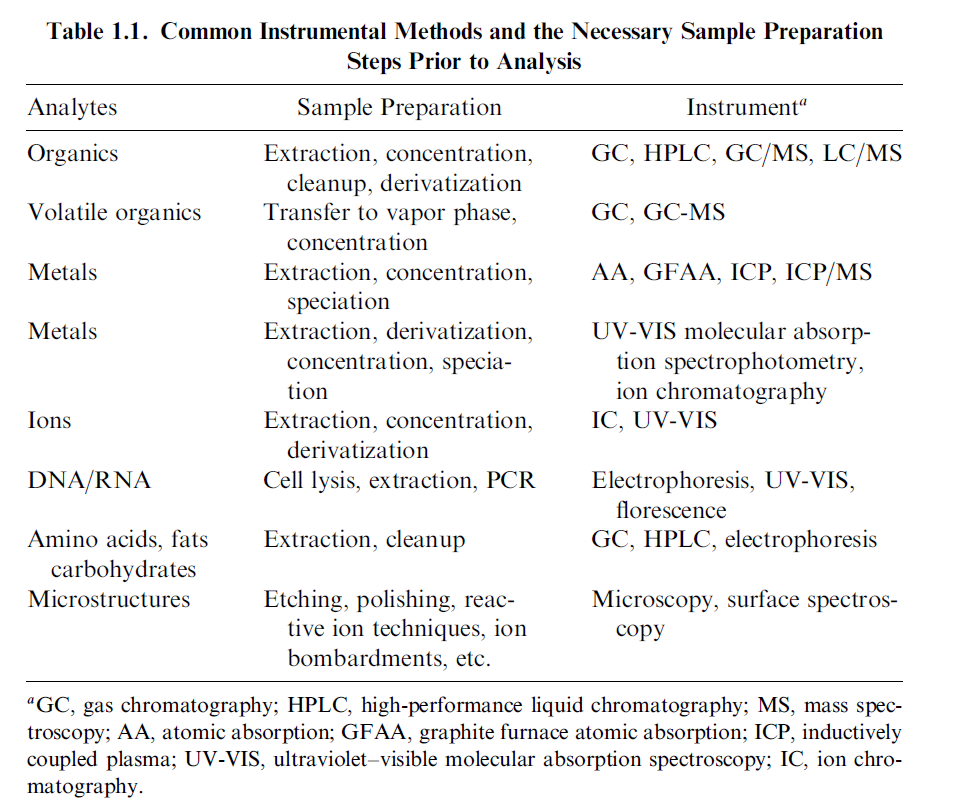 Table 1.1. Common Instrumental Methods and the Necessary Sample Preparation
Steps Prior to Analysis
Analytes Sample Preparation Instrumentᵃ
Organics Extraction, concentration, GC, HPLC, GC/MS, LC/MS
cleanup, derivatization
Volatile organics Transfer to vapor phase, GC, GC-MS
concentration
Metals Extraction, concentration, AA, GFAA, ICP, ICP/MS
speciation
Metals Extraction, derivatization, UV-VIS molecular absorp-
concentration, specia- tion spectrophotometry,
tion ion chromatography
Ions Extraction, concentration, IC, UV-VIS
derivatization
DNA/RNA Cell lysis, extraction, PCR Electrophoresis, UV-VIS,
florescence
Amino acids, fats Extraction, cleanup GC, HPLC, electrophoresis
carbohydrates
Microstructures Etching, polishing, reac- Microscopy, surface spectros-
tive ion techniques, ion copy
bombardments, etc.
ᵃGC, gas chromatography; HPLC, high-performance liquid chromatography; MS, mass spec-
troscopy; AA, atomic absorption; GFAA, graphite furnace atomic absorption; ICP, inductively
coupled plasma; UV-VIS, ultraviolet–visible molecular absorption spectroscopy; IC, ion chro-
matography.